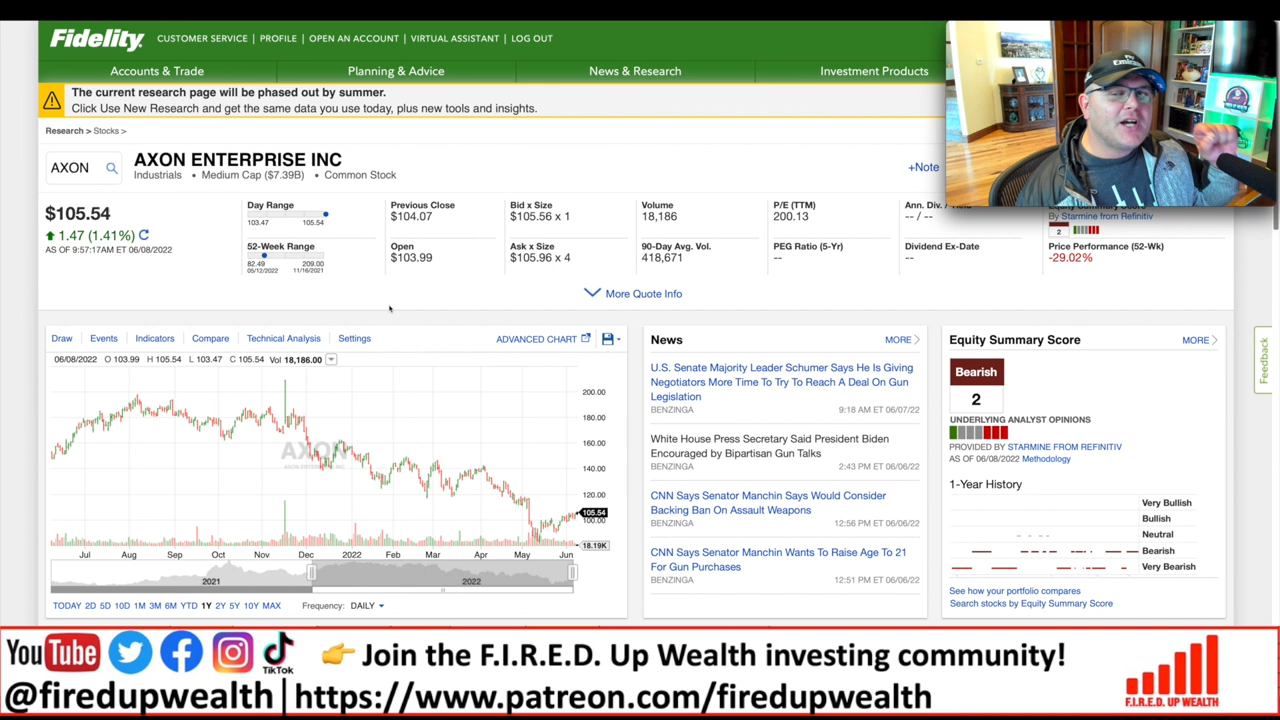 Fidelity
CUSTOMER SERVICE | PROFILE | OPEN AN ACCOUNT | VIRTUAL ASSISTANT | LOG OUT
Accounts & Trade
Planning & Advice
News & Research
Investment Products
The current research page will be phased out by summer.
Click Use New Research and get the same data you use today, plus new tools and insights.
Research > Stocks >
AXON
AXON ENTERPRISE INC
Industrials • Medium Cap ($7.39B) • Common Stock
+Note
$105.54
1.47 (1.41%)
AS OF 9:57:17AM ET 06/08/2022
Day Range
103.47 105.54
52-Week Range
82.49 209.00
05/12/2022 11/16/2021
Previous Close
$104.07
Open
$103.99
Bid x Size
$105.56 x 1
Ask x Size
$105.96 x 4
Volume
18,186
90-Day Avg. Vol.
418,671
P/E (TTM)
200.13
PEG Ratio (5-Yr)
--
Ann. Div. / Yield
-- / --
Dividend Ex-Date
--
Equity Summary Score
By Starmine from Refinitiv
2
Price Performance (52-Wk)
-29.02%
More Quote Info
Draw Events Indicators Compare Technical Analysis Settings
ADVANCED CHART
06/08/2022 O 103.99 H 105.54 L 103.47 C 105.54 Vol 18,186.00
200.00
180.00
160.00
140.00
120.00
105.54
100.00
18.19K
AXON
AXON ENTERPRISE INC
Jul Aug Sep Oct Nov Dec 2022 Feb Mar Apr May Jun
2021 2022
TODAY 2D 5D 10D 1M 3M 6M YTD 1Y 2Y 5Y 10Y MAX Frequency: DAILY
News
MORE
U.S. Senate Majority Leader Schumer Says He Is Giving
Negotiators More Time To Try To Reach A Deal On Gun
Legislation
BENZINGA 9:18 AM ET 06/07/22
White House Press Secretary Said President Biden
Encouraged by Bipartisan Gun Talks
BENZINGA 2:43 PM ET 06/06/22
CNN Says Senator Manchin Says Would Consider
Backing Ban On Assault Weapons
BENZINGA 12:56 PM ET 06/06/22
CNN Says Senator Manchin Wants To Raise Age To 21
For Gun Purchases
BENZINGA 12:51 PM ET 06/06/22
Equity Summary Score
MORE
Bearish
2
UNDERLYING ANALYST OPINIONS
PROVIDED BY STARMINE FROM REFINITIV
AS OF 06/08/2022 Methodology
1-Year History
Very Bullish
Bullish
Neutral
Bearish
Very Bearish
See how your portfolio compares
Search stocks by Equity Summary Score
Feedback
YouTube
TikTok
Join the F.I.R.E.D. Up Wealth investing community!
@firedupwealth | https://www.patreon.com/firedupwealth
F.I.R.E.D. UP WEALTH